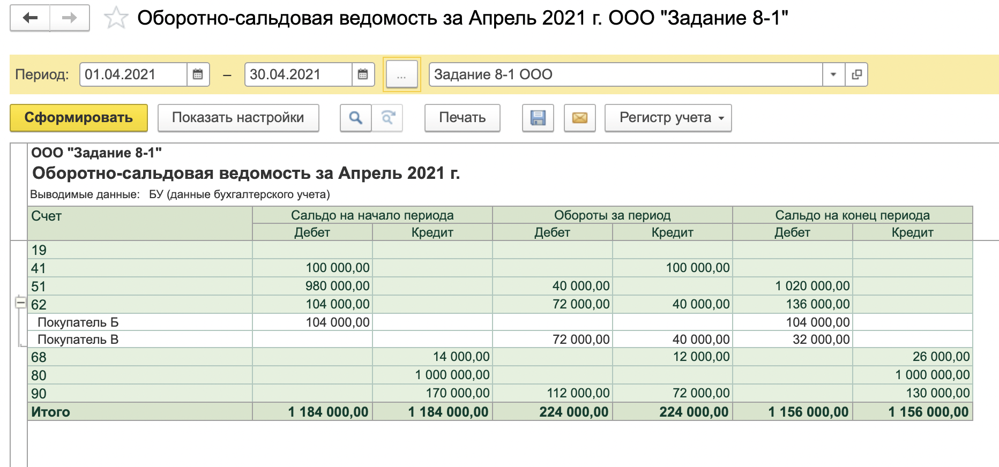 Оборотно-сальдовая ведомость за Апрель 2021 г. ООО "Задание 8-1"
Период: 01.04.2021 – 30.04.2021 ... Задание 8-1 ООО
Сформировать Показать настройки Печать Регистр учета
ООО "Задание 8-1"
Оборотно-сальдовая ведомость за Апрель 2021 г.
Выводимые данные: БУ (данные бухгалтерского учета)
Счет Сальдо на начало периода Обороты за период Сальдо на конец периода
Дебет Кредит Дебет Кредит Дебет Кредит
19
41 100 000,00 100 000,00
51 980 000,00 40 000,00 1 020 000,00
62 104 000,00 72 000,00 40 000,00 136 000,00
Покупатель Б 104 000,00 104 000,00
Покупатель В 72 000,00 40 000,00 32 000,00
68 14 000,00 12 000,00 26 000,00
80 1 000 000,00 1 000 000,00
90 170 000,00 112 000,00 72 000,00 130 000,00
Итого 1 184 000,00 1 184 000,00 224 000,00 224 000,00 1 156 000,00 1 156 000,00